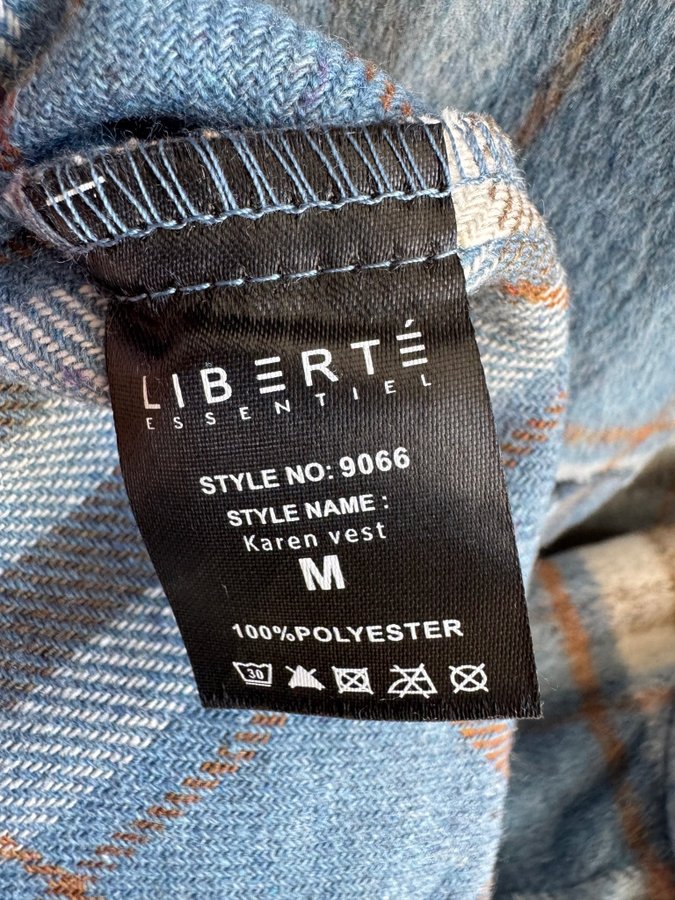 LIBERTÉ
ESSENTIEL
STYLE NO: 9066
STYLE NAME :
Karen vest
M
100%POLYESTER
30